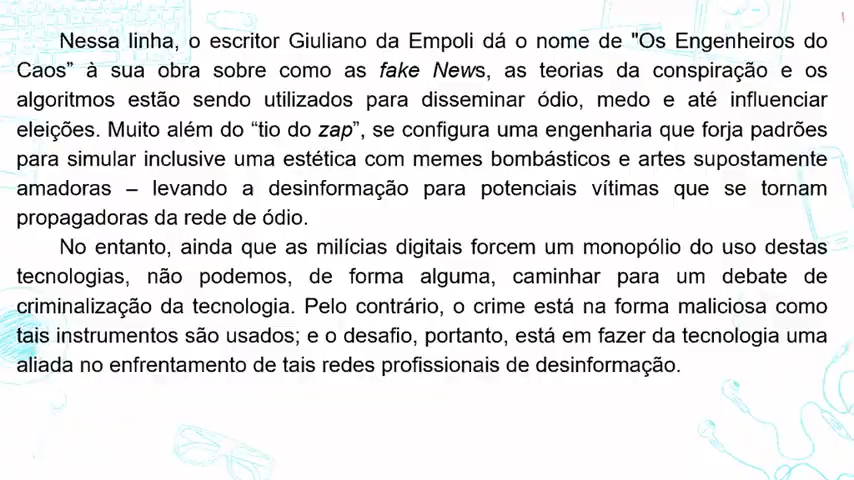 Nessa linha, o escritor Giuliano da Empoli dá o nome de "Os Engenheiros do
Caos” à sua obra sobre como as fake News, as teorias da conspiração e os
algoritmos estão sendo utilizados para disseminar ódio, medo e até influenciar
eleições. Muito além do “tio do zap”, se configura uma engenharia que forja padrões
para simular inclusive uma estética com memes bombásticos e artes supostamente
amadoras – levando a desinformação para potenciais vítimas que se tornam
propagadoras da rede de ódio.
No entanto, ainda que as milícias digitais forcem um monopólio do uso destas
tecnologias, não podemos, de forma alguma, caminhar para um debate de
criminalização da tecnologia. Pelo contrário, o crime está na forma maliciosa como
tais instrumentos são usados; e o desafio, portanto, está em fazer da tecnologia uma
aliada no enfrentamento de tais redes profissionais de desinformação.